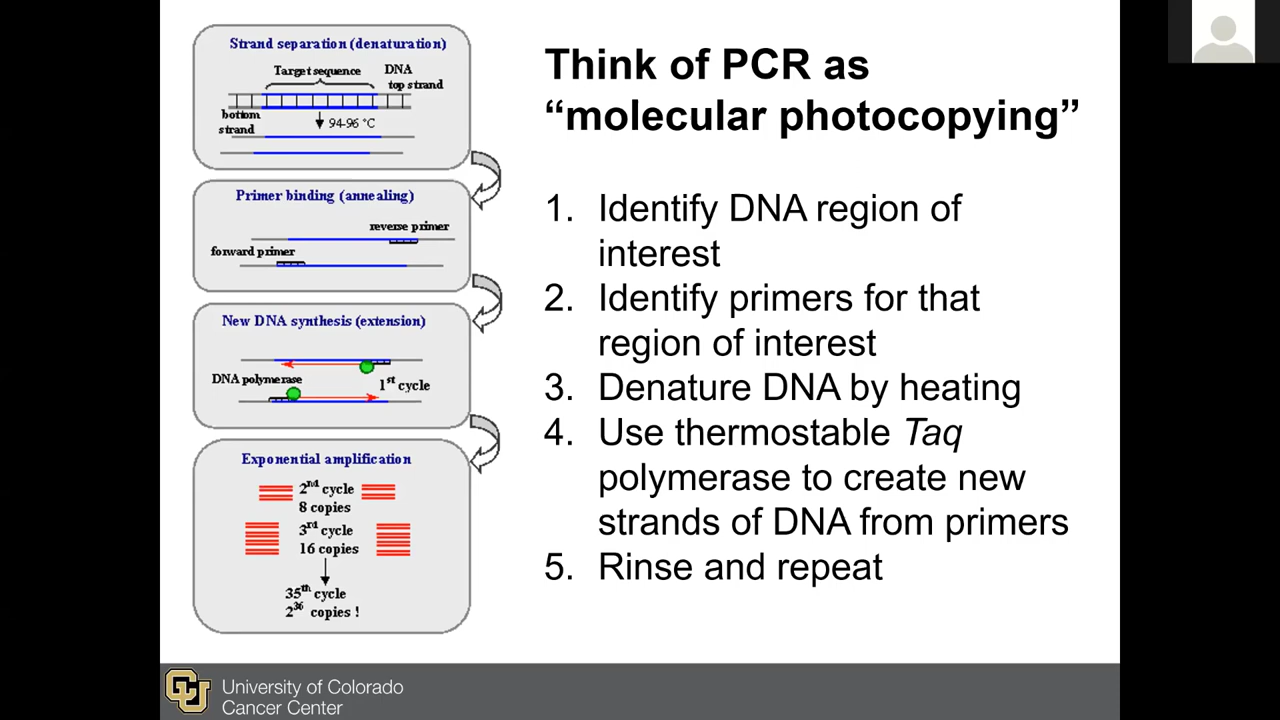 Strand separation (denaturation)
Target sequence
DNA
top strand
bottom
strand
94-96 °C
Primer binding (annealing)
reverse primer
forward primer
New DNA synthesis (extension)
DNA polymerase
1st cycle
Exponential amplification
2nd cycle
8 copies
3rd cycle
16 copies
35th cycle
2^36 copies !
Think of PCR as
“molecular photocopying”
1. Identify DNA region of
interest
2. Identify primers for that
region of interest
3. Denature DNA by heating
4. Use thermostable Taq
polymerase to create new
strands of DNA from primers
5. Rinse and repeat
CU
University of Colorado
Cancer Center